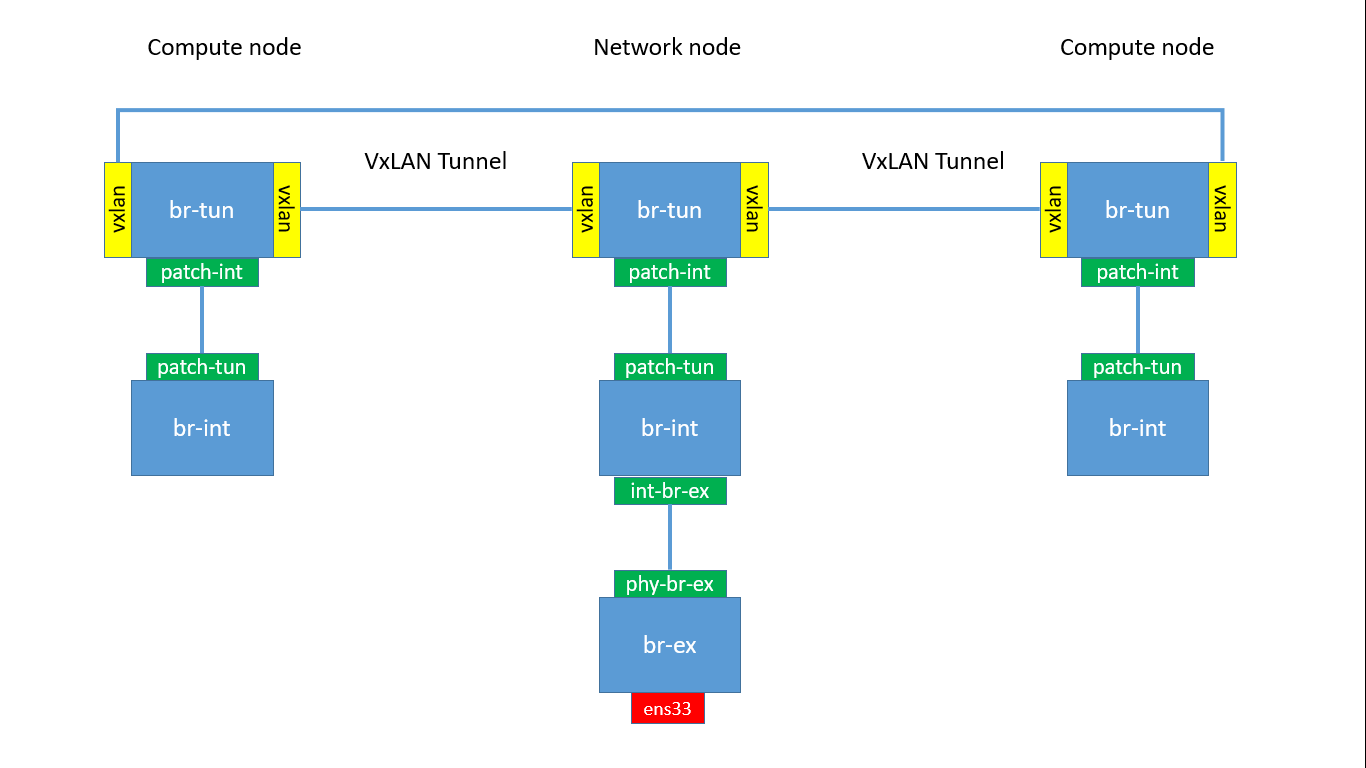 Compute node
Network node
Compute node
VxLAN Tunnel
VxLAN Tunnel
vxlan
br-tun
vxlan
vxlan
br-tun
vxlan
vxlan
br-tun
vxlan
patch-int
patch-int
patch-int
patch-tun
patch-tun
patch-tun
br-int
br-int
br-int
int-br-ex
phy-br-ex
br-ex
ens33